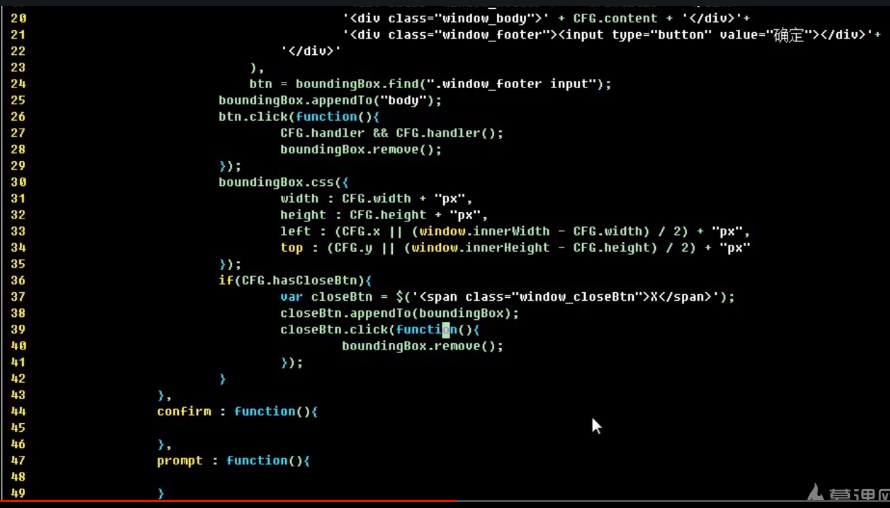 20 '<div class="window_body">' + CFG.content + '</div>'+
21 '<div class="window_footer"><input type="button" value="确定"></div>'+
22 '</div>'
23 ),
24 btn = boundingBox.find(".window_footer input");
25 boundingBox.appendTo("body");
26 btn.click(function(){
27 CFG.handler && CFG.handler();
28 boundingBox.remove();
29 });
30 boundingBox.css({
31 width : CFG.width + "px",
32 height : CFG.height + "px",
33 left : (CFG.x || (window.innerWidth - CFG.width) / 2) + "px",
34 top : (CFG.y || (window.innerHeight - CFG.height) / 2) + "px"
35 });
36 if(CFG.hasCloseBtn){
37 var closeBtn = $('<span class="window_closeBtn">X</span>');
38 closeBtn.appendTo(boundingBox);
39 closeBtn.click(function(){
40 boundingBox.remove();
41 });
42 }
43 },
44 confirm : function(){
45
46 },
47 prompt : function(){
48
49 }
慕课网